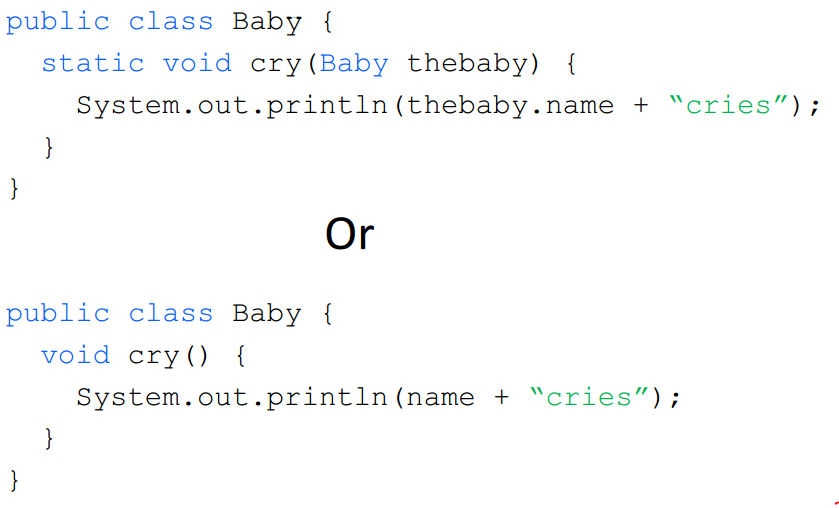 public class Baby {
  static void cry(Baby thebaby) {
    System.out.println(thebaby.name + “cries”);
  }
}
Or
public class Baby {
  void cry() {
    System.out.println(name + “cries”);
  }
}